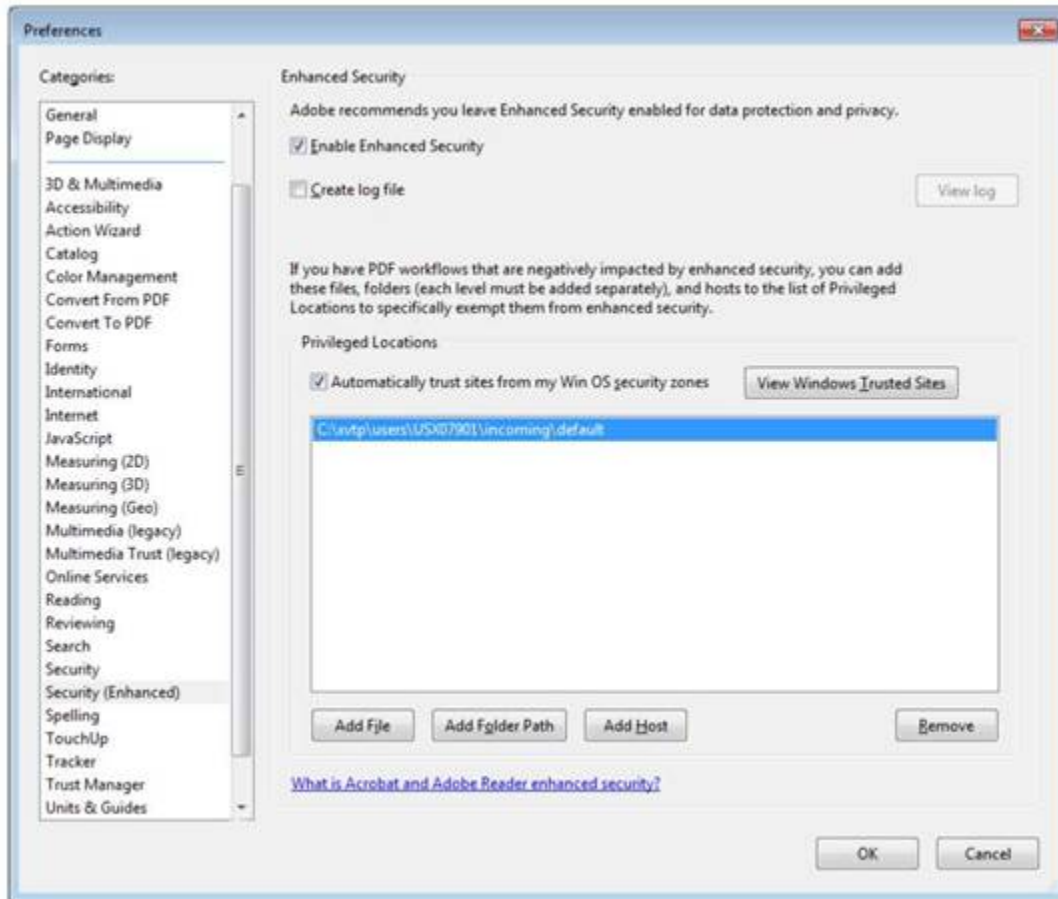 Preferences
Categories:
General
Page Display
3D & Multimedia
Accessibility
Action Wizard
Catalog
Color Management
Convert From PDF
Convert To PDF
Forms
Identity
International
Internet
JavaScript
Measuring (2D)
Measuring (3D)
Measuring (Geo)
Multimedia (legacy)
Multimedia Trust (legacy)
Online Services
Reading
Reviewing
Search
Security
Security (Enhanced)
Spelling
TouchUp
Tracker
Trust Manager
Units & Guides
Enhanced Security
Adobe recommends you leave Enhanced Security enabled for data protection and privacy.
Enable Enhanced Security
Create log file
View log
If you have PDF workflows that are negatively impacted by enhanced security, you can add
these files, folders (each level must be added separately), and hosts to the list of Privileged
Locations to specifically exempt them from enhanced security.
Privileged Locations
Automatically trust sites from my Win OS security zones
View Windows Trusted Sites
C:\xvtp\users\USX07901\incoming\default
Add File
Add Folder Path
Add Host
Remove
What is Acrobat and Adobe Reader enhanced security?
OK
Cancel